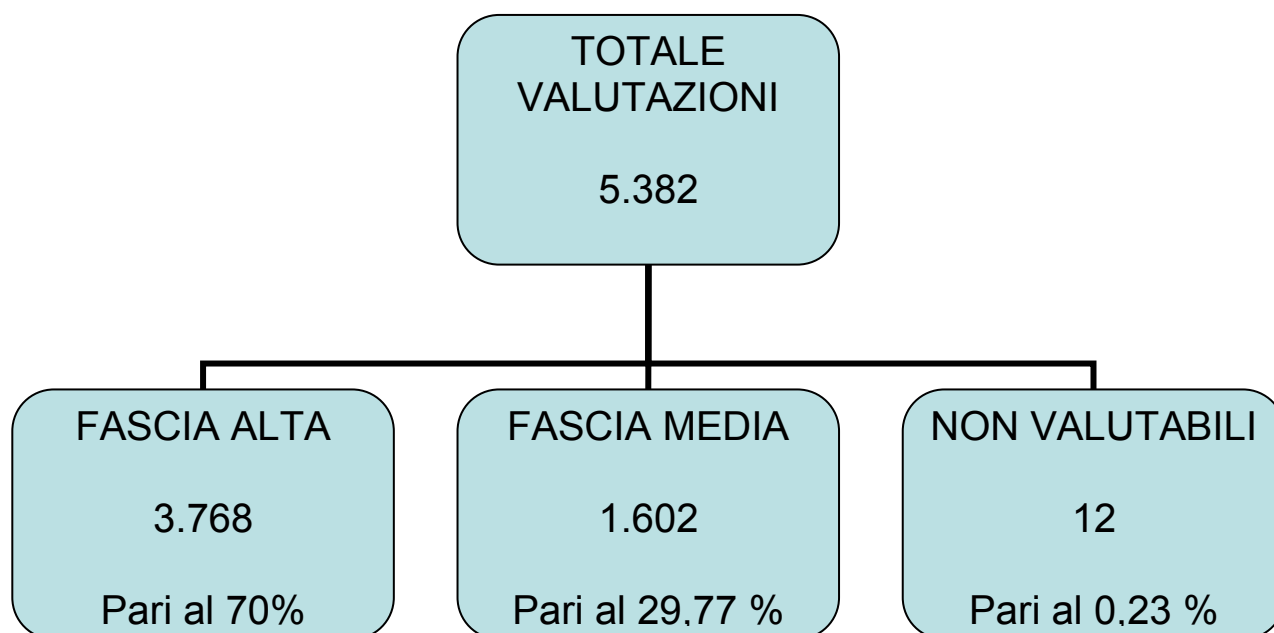 TOTALE
VALUTAZIONI
5.382
FASCIA ALTA
3.768
Pari al 70%
FASCIA MEDIA
1.602
Pari al 29,77 %
NON VALUTABILI
12
Pari al 0,23 %